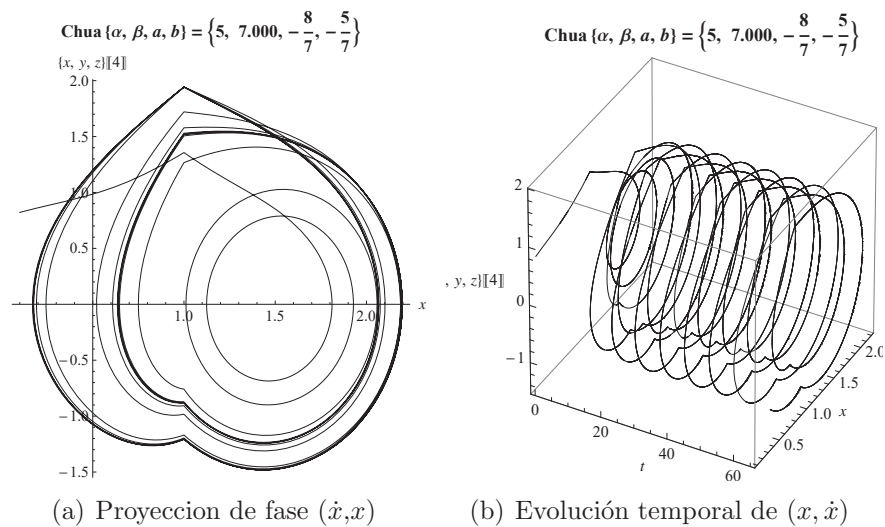 Chua {α, β, a, b} = {5, 7.000, -8/7, -5/7}
{x, y, z}⟦4⟧
2.0
1.5
1.0
0.5
1.0
1.5
2.0
x
-0.5
-1.0
-1.5
(a) Proyeccion de fase (ẋ,x)
Chua {α, β, a, b} = {5, 7.000, -8/7, -5/7}
2
1
, y, z}⟦4⟧
0
-1
0
20
40
60
t
0.5
1.0
1.5
2.0
x
(b) Evolución temporal de (x, ẋ)